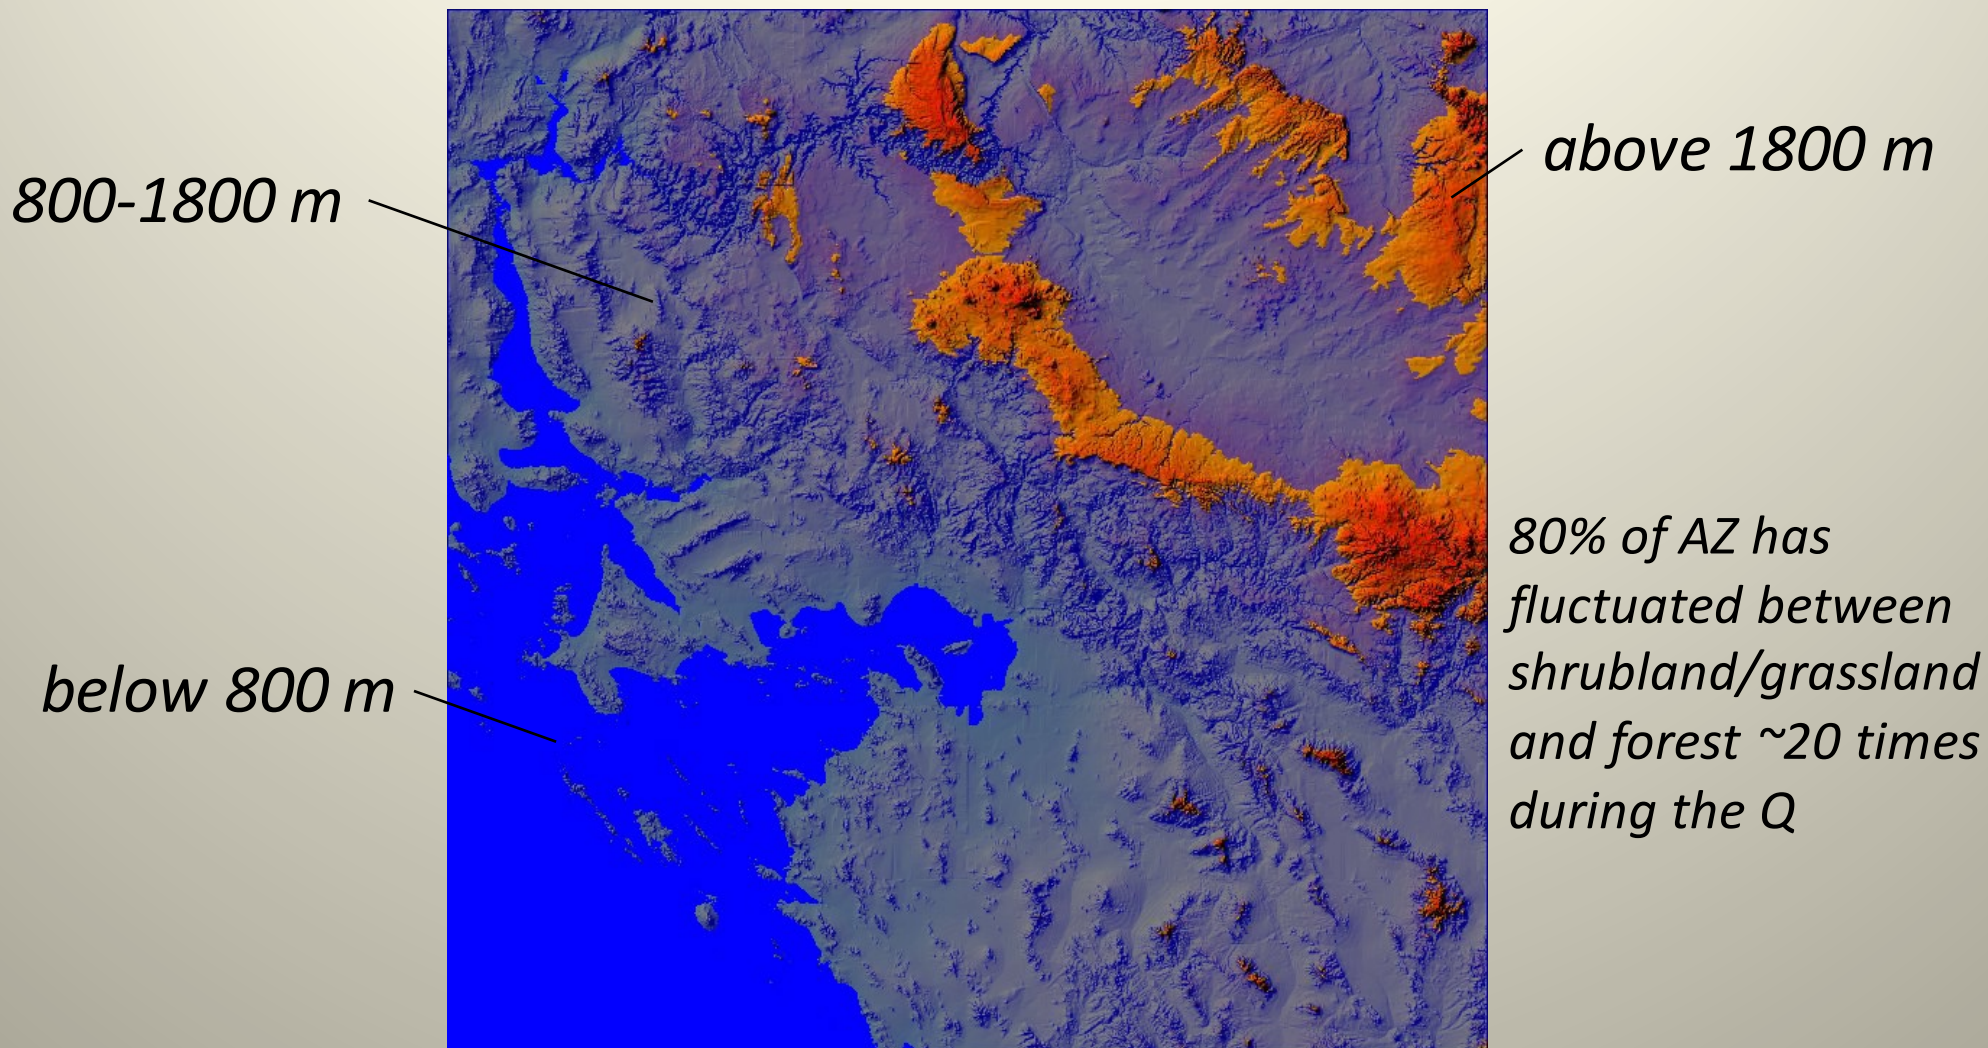 800-1800 m
above 1800 m
below 800 m
80% of AZ has
fluctuated between
shrubland/grassland
and forest ~20 times
during the Q